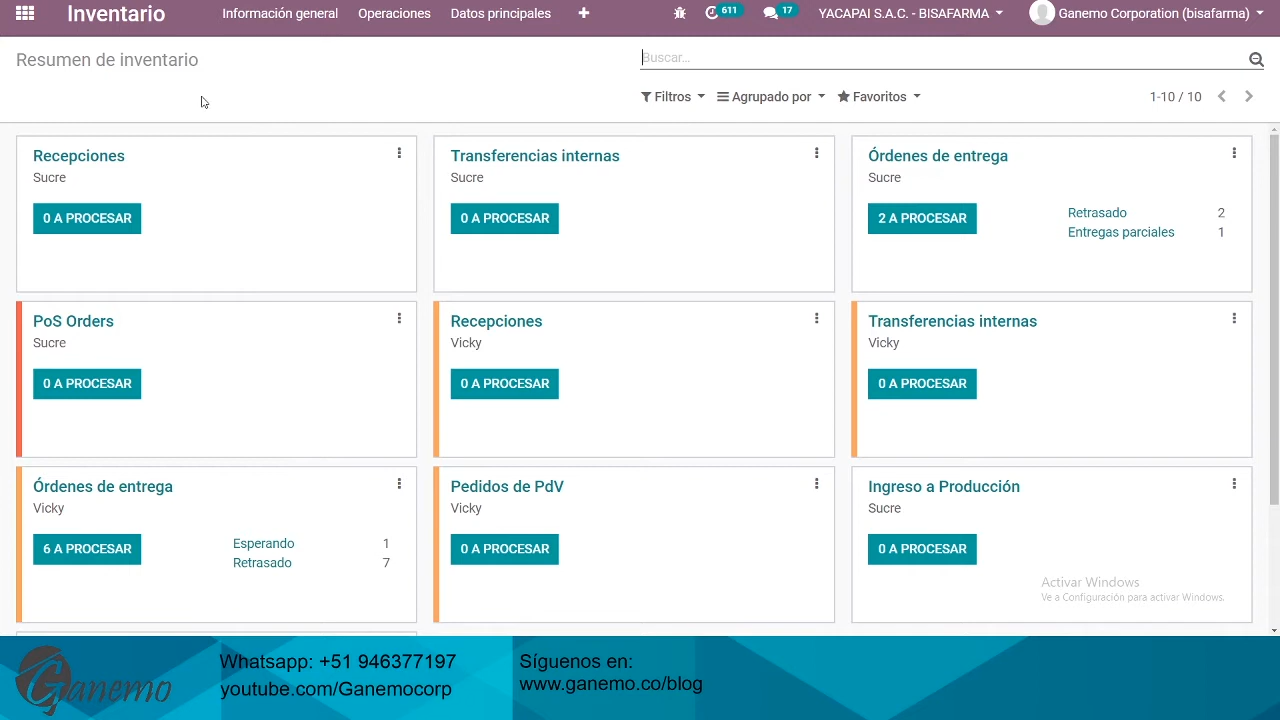 Inventario
Información general
Operaciones
Datos principales
611
17
YACAPAI S.A.C. - BISAFARMA
Ganemo Corporation (bisafarma)
Resumen de inventario
Buscar...
Filtros
Agrupado por
Favoritos
1-10 / 10
Recepciones
Sucre
0 A PROCESAR
Transferencias internas
Sucre
0 A PROCESAR
Órdenes de entrega
Sucre
2 A PROCESAR
Retrasado 2
Entregas parciales 1
PoS Orders
Sucre
0 A PROCESAR
Recepciones
Vicky
0 A PROCESAR
Transferencias internas
Vicky
0 A PROCESAR
Órdenes de entrega
Vicky
6 A PROCESAR
Esperando 1
Retrasado 7
Pedidos de PdV
Vicky
0 A PROCESAR
Ingreso a Producción
Sucre
0 A PROCESAR
Activar Windows
Ve a Configuración para activar Windows.
Ganemo
Whatsapp: +51 946377197
youtube.com/Ganemocorp
Síguenos en:
www.ganemo.co/blog